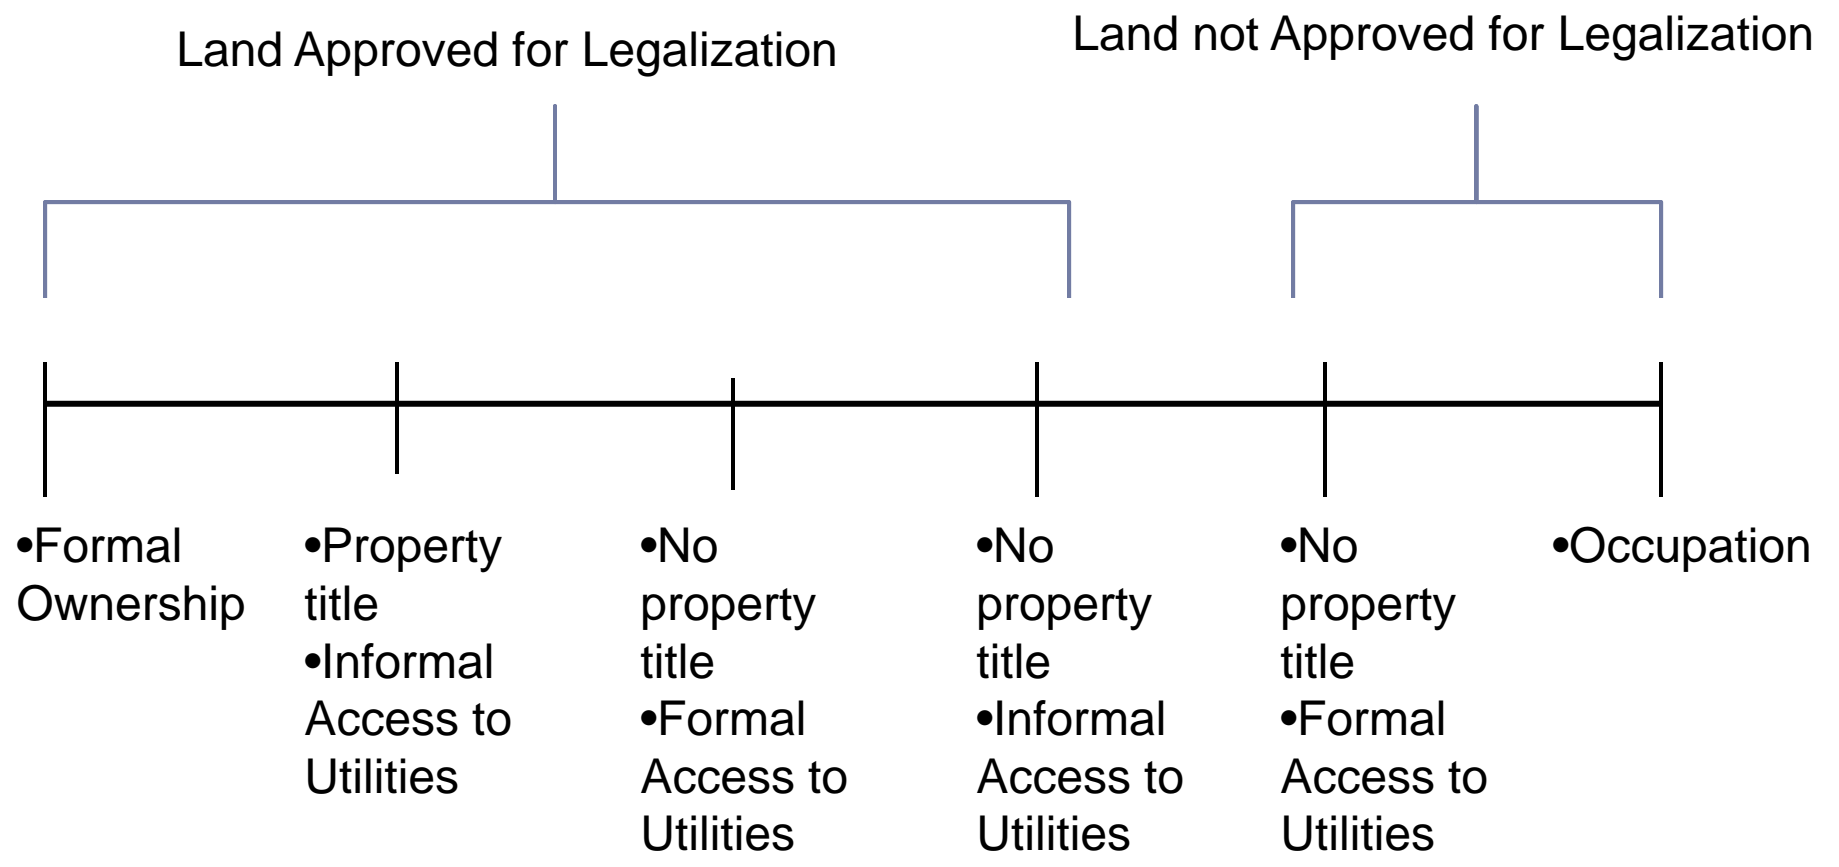 Land Approved for Legalization
Land not Approved for Legalization
•Formal
Ownership
•Property
title
•Informal
Access to
Utilities
•No
property
title
•Formal
Access to
Utilities
•No
property
title
•Informal
Access to
Utilities
•No
property
title
•Formal
Access to
Utilities
•Occupation